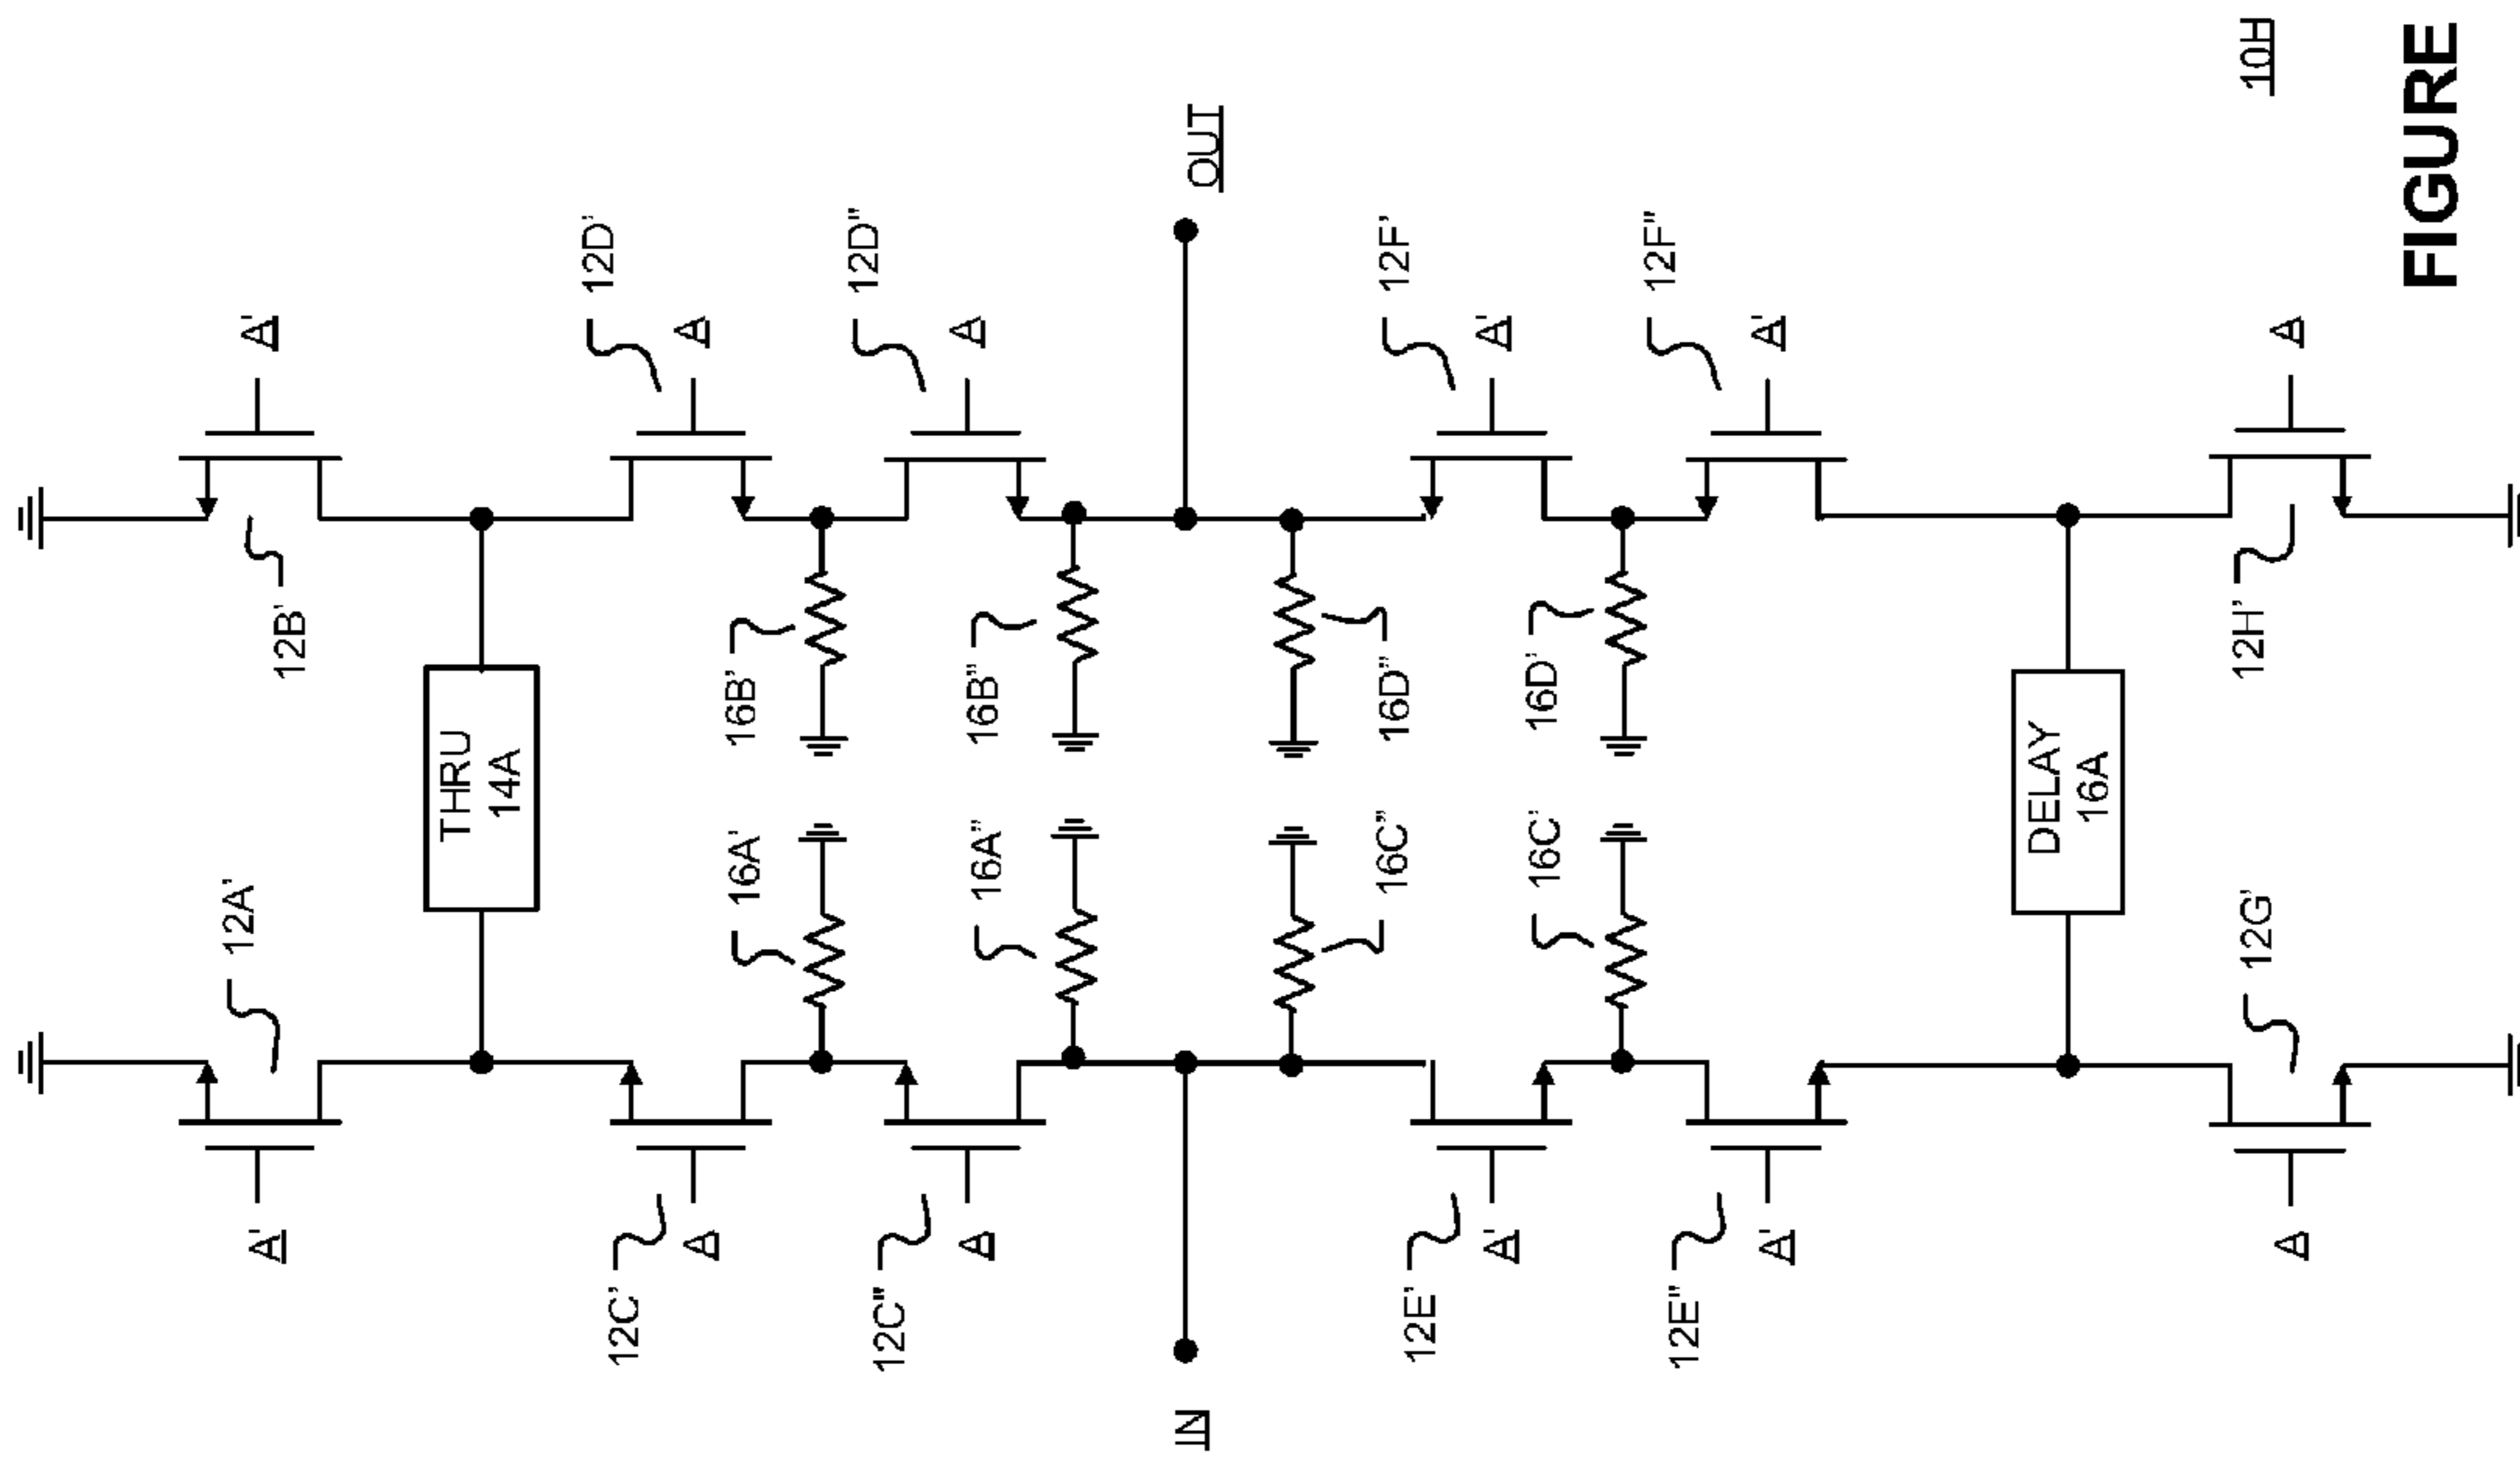 12A'
A'
THRU
14A
12B'
A'
12C'
A
16A'
16B'
12D'
A
12C"
A
16A"
16B"
12D"
A
IN
OUT
12E'
A'
16C"
16D"
12F'
A'
12E"
A'
16C'
16D'
12F"
A'
DELAY
16A
12G'
A
12H'
A
10H
FIGURE